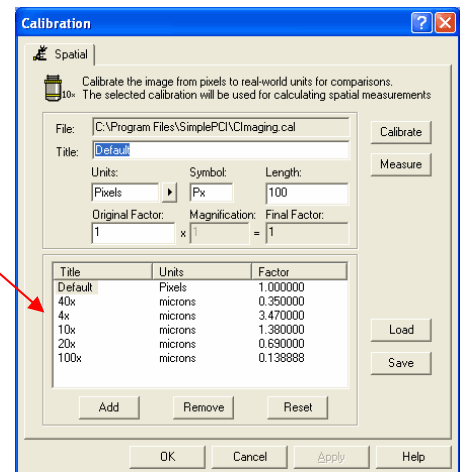 Calibration
Spatial
10x
Calibrate the image from pixels to real-world units for comparisons.
The selected calibration will be used for calculating spatial measurements
File: C:\Program Files\SimplePCI\CImaging.cal
Calibrate
Title: Default
Measure
Units: Symbol: Length:
Pixels Px 100
Original Factor: Magnification: Final Factor:
1 x 1 = 1
Title Units Factor
Default Pixels 1.000000
40x microns 0.350000
4x microns 3.470000
10x microns 1.380000
20x microns 0.690000
100x microns 0.138888
Load
Save
Add Remove Reset
OK Cancel Apply Help